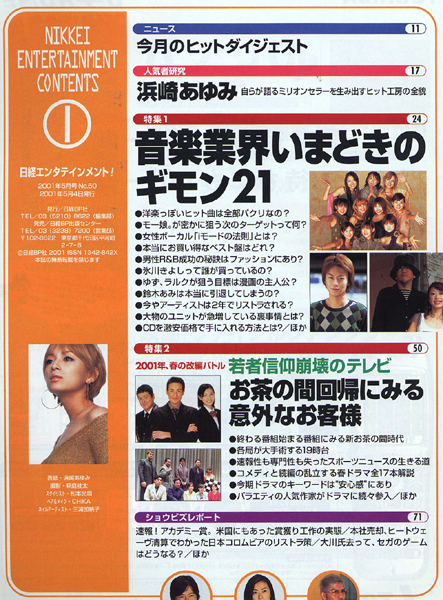 NIKKEI
ENTERTAINMENT
CONTENTS
①
日経エンタテインメント!
2001年5月号 No.50
2001年5月4日発行
発行/日経BP社
TEL/03 (5210) 8622 (編集部)
発売/日経BP出版センター
TEL/03 (3238) 7200 (営業部)
〒102-8622 東京都千代田区平河町
2-7-6
©日経BP社 2001 ISSN 1342-842X
本誌の無断転載を禁じます
表紙・浜崎あゆみ
ヘア&メイク・CHIKA
ニュース 11
今月のヒットダイジェスト
人気者研究 17
浜崎あゆみ 自らが語るミリオンセラーを生み出すヒット工房の全貌
特集1 24
音楽業界いまどきの
ギモン21
●洋楽っぽいヒット曲は全部パクリなの?
●モー娘。が密かに狙う次のターゲットって何?
●女性ボーカル「iモードの法則」とは?
●本当にお買い得なベスト盤はどれ?
●男性R&B成功の秘訣はファッションにあり?
●氷川きよしって誰が買っているの?
●ゆず、ラルクが狙う目標は漫画の主人公?
●鈴木あみは本当に引退してしまうの?
●今やアーティストは2年でリストラされる?
●大物のユニットが急増している裏事情とは?
●CDを激安価格で手に入れる方法とは?/ほか
特集2 50
2001年、春の改編バトル 若者信仰崩壊のテレビ
お茶の間回帰にみる
意外なお客様
●終わる番組始まる番組にみる新お茶の間時代
●各局が大手術する19時台
●速報性も専門性も失ったスポーツニュースの生きる道
●コメディと続編の乱立する春ドラマ全17本解説
●今期ドラマのキーワードは"安心感"にあり
●バラエティの人気作家がドラマに続々参入/ほか
ショウビズレポート 71
速報!アカデミー賞。米国にもあった賞獲り工作の実態/本社売却、ヒートウェ
ーヴ清算でわかった日本コロムビアのリストラ策/大川氏去って、セガのゲーム
はどうなる?/ほか